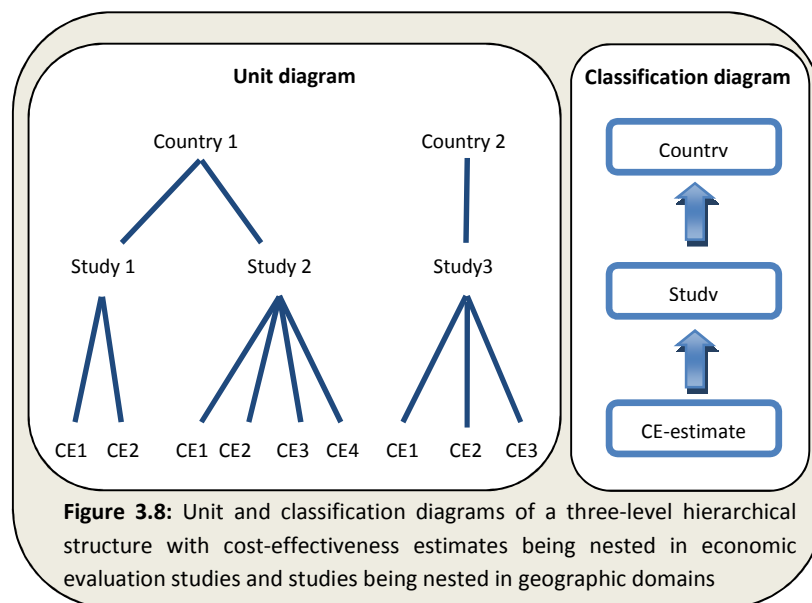 Unit diagram
Classification diagram
Country 1
Country 2
Countrv
Study 1
Study 2
Study3
Studv
CE1
CE2
CE1
CE2
CE3
CE4
CE1
CE2
CE3
CE-estimate
Figure 3.8: Unit and classification diagrams of a three-level hierarchical
structure with cost-effectiveness estimates being nested in economic
evaluation studies and studies being nested in geographic domains